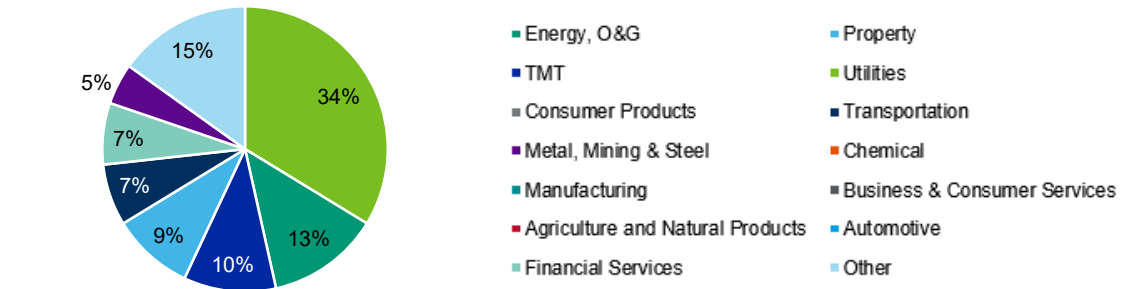 15%
34%
5%
7%
7%
9%
10%
13%
Energy, O&G
Property
TMT
Utilities
Consumer Products
Transportation
Metal, Mining & Steel
Chemical
Manufacturing
Business & Consumer Services
Agriculture and Natural Products
Automotive
Financial Services
Other